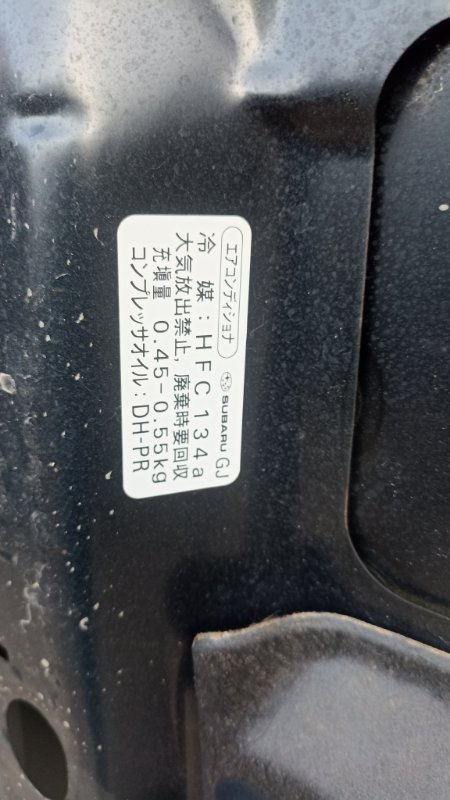 エアコンディショナ SUBARU GJ
冷媒：HFC134a
大気放出禁止，廃棄時要回収
充塡量 0.45-0.55kg
コンプレッサオイル：DH-PR